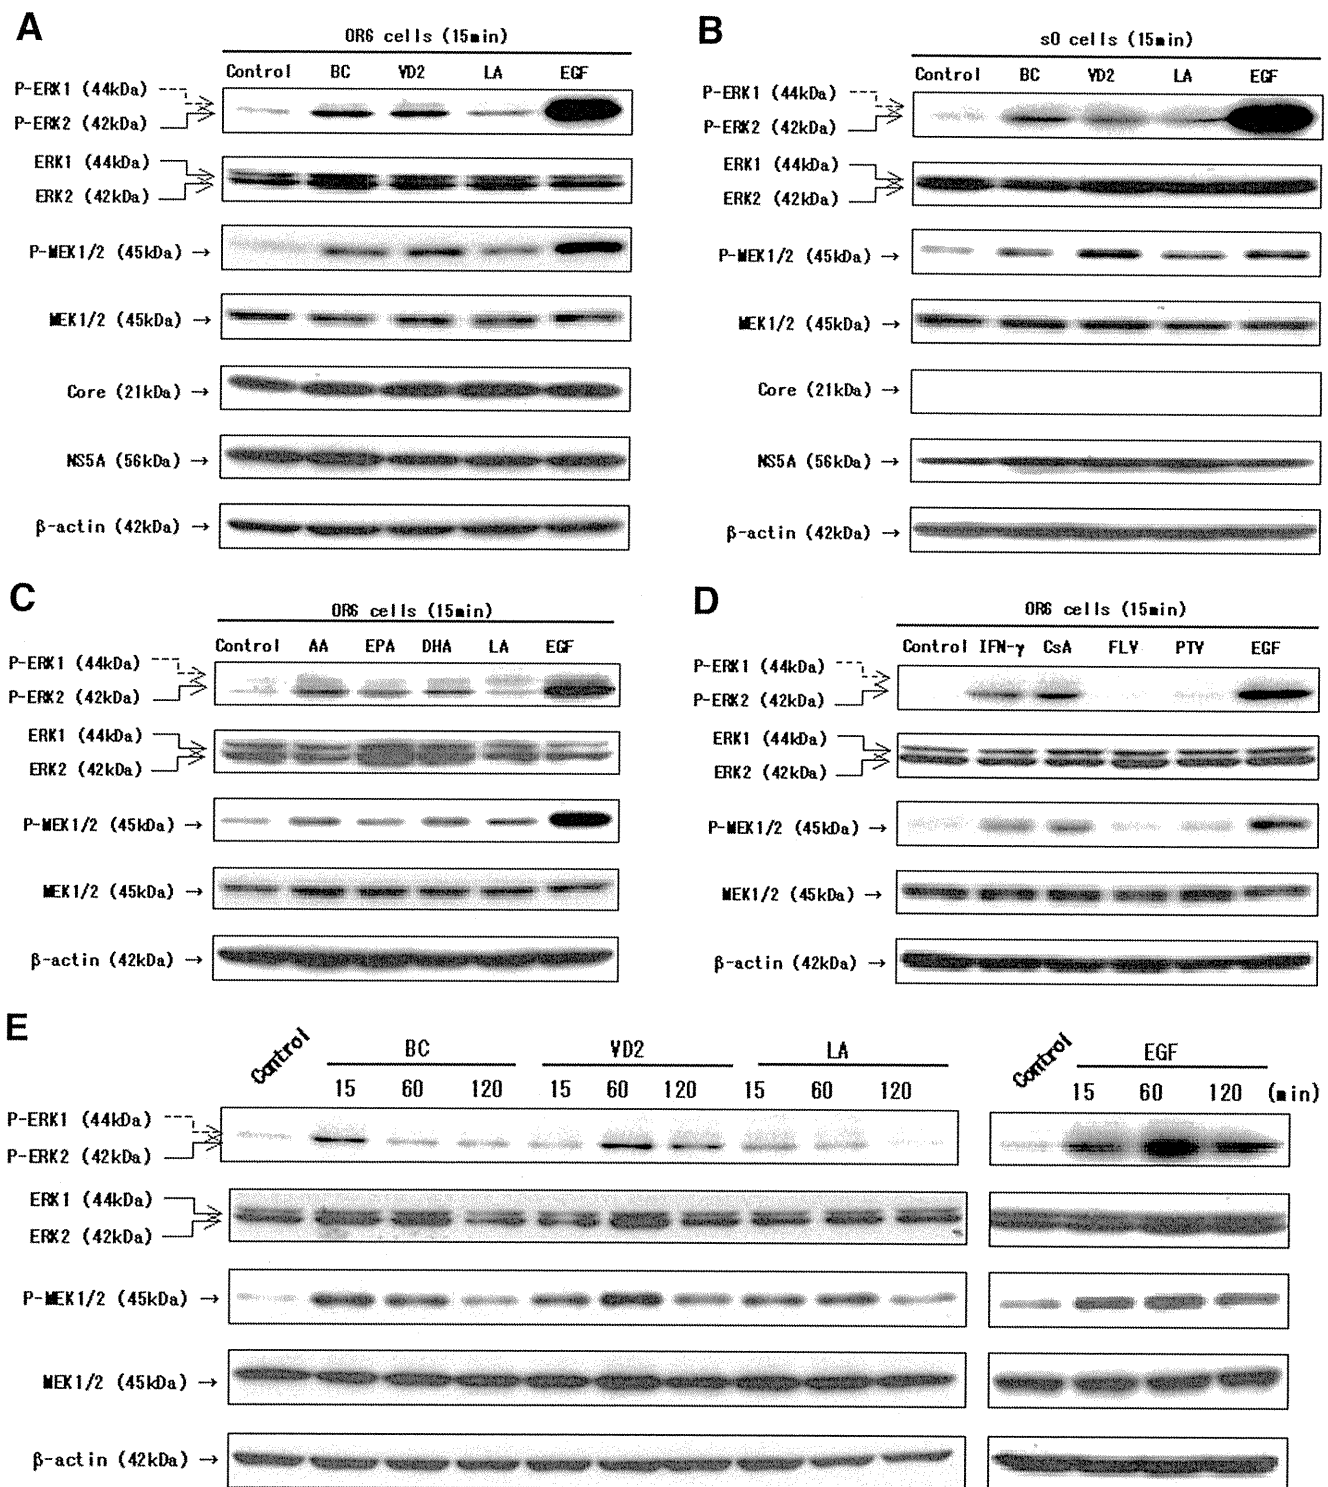 A
OR6 cells (15min)
Control BC VD2 LA EGF
P-ERK1 (44kDa)
P-ERK2 (42kDa)
ERK1 (44kDa)
ERK2 (42kDa)
P-MEK1/2 (45kDa) →
MEK1/2 (45kDa) →
Core (21kDa) →
NS5A (56kDa) →
β-actin (42kDa) →
B
sO cells (15min)
Control BC VD2 LA EGF
P-ERK1 (44kDa)
P-ERK2 (42kDa)
ERK1 (44kDa)
ERK2 (42kDa)
P-MEK1/2 (45kDa) →
MEK1/2 (45kDa) →
Core (21kDa) →
NS5A (56kDa) →
β-actin (42kDa) →
C
OR6 cells (15min)
Control AA EPA DHA LA EGF
P-ERK1 (44kDa)
P-ERK2 (42kDa)
ERK1 (44kDa)
ERK2 (42kDa)
P-MEK1/2 (45kDa) →
MEK1/2 (45kDa) →
β-actin (42kDa) →
D
OR6 cells (15min)
Control IFN-γ CsA FLV PTV EGF
P-ERK1 (44kDa)
P-ERK2 (42kDa)
ERK1 (44kDa)
ERK2 (42kDa)
P-MEK1/2 (45kDa) →
MEK1/2 (45kDa) →
β-actin (42kDa) →
E
Control BC VD2 LA Control EGF
15 60 120 15 60 120 15 60 120 15 60 120 (min)
P-ERK1 (44kDa)
P-ERK2 (42kDa)
ERK1 (44kDa)
ERK2 (42kDa)
P-MEK1/2 (45kDa) →
MEK1/2 (45kDa) →
β-actin (42kDa) →